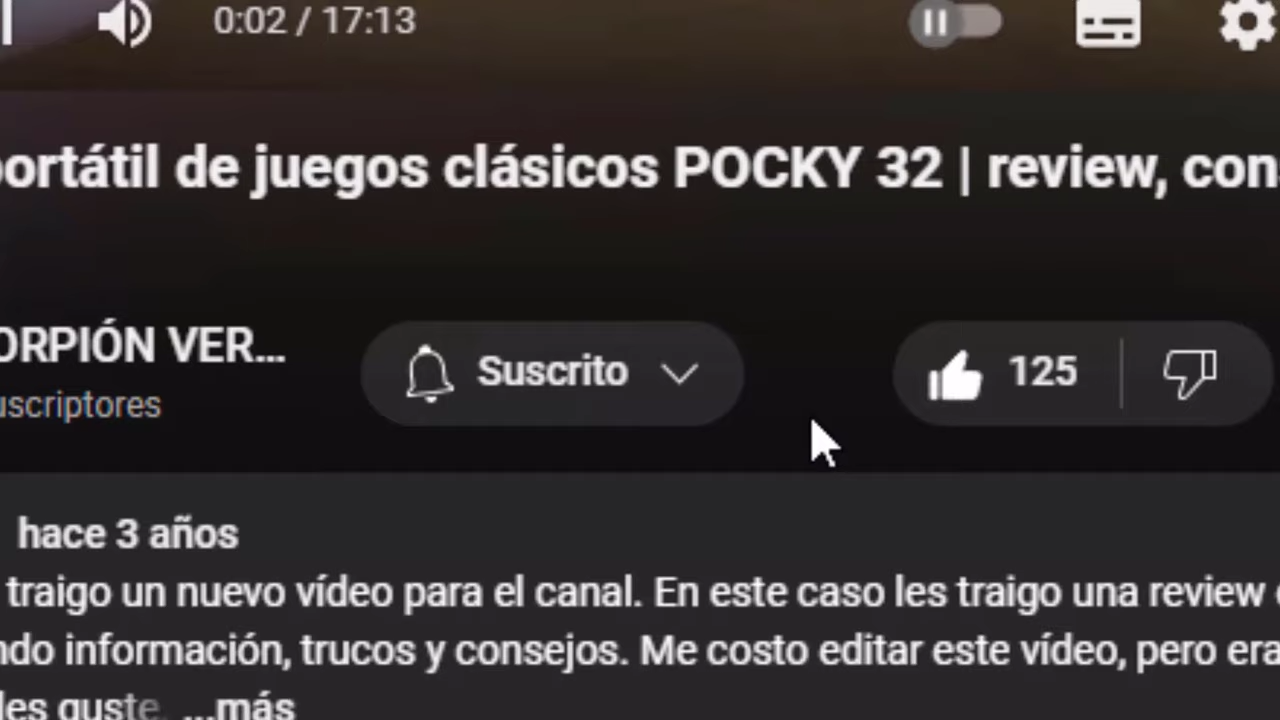 0:02 / 17:13
portátil de juegos clásicos POCKY 32 | review, con
ORPIÓN VER...
Suscrito
125
uscriptores
hace 3 años
traigo un nuevo vídeo para el canal. En este caso les traigo una review
ndo información, trucos y consejos. Me costo editar este vídeo, pero era
les guste. ...más